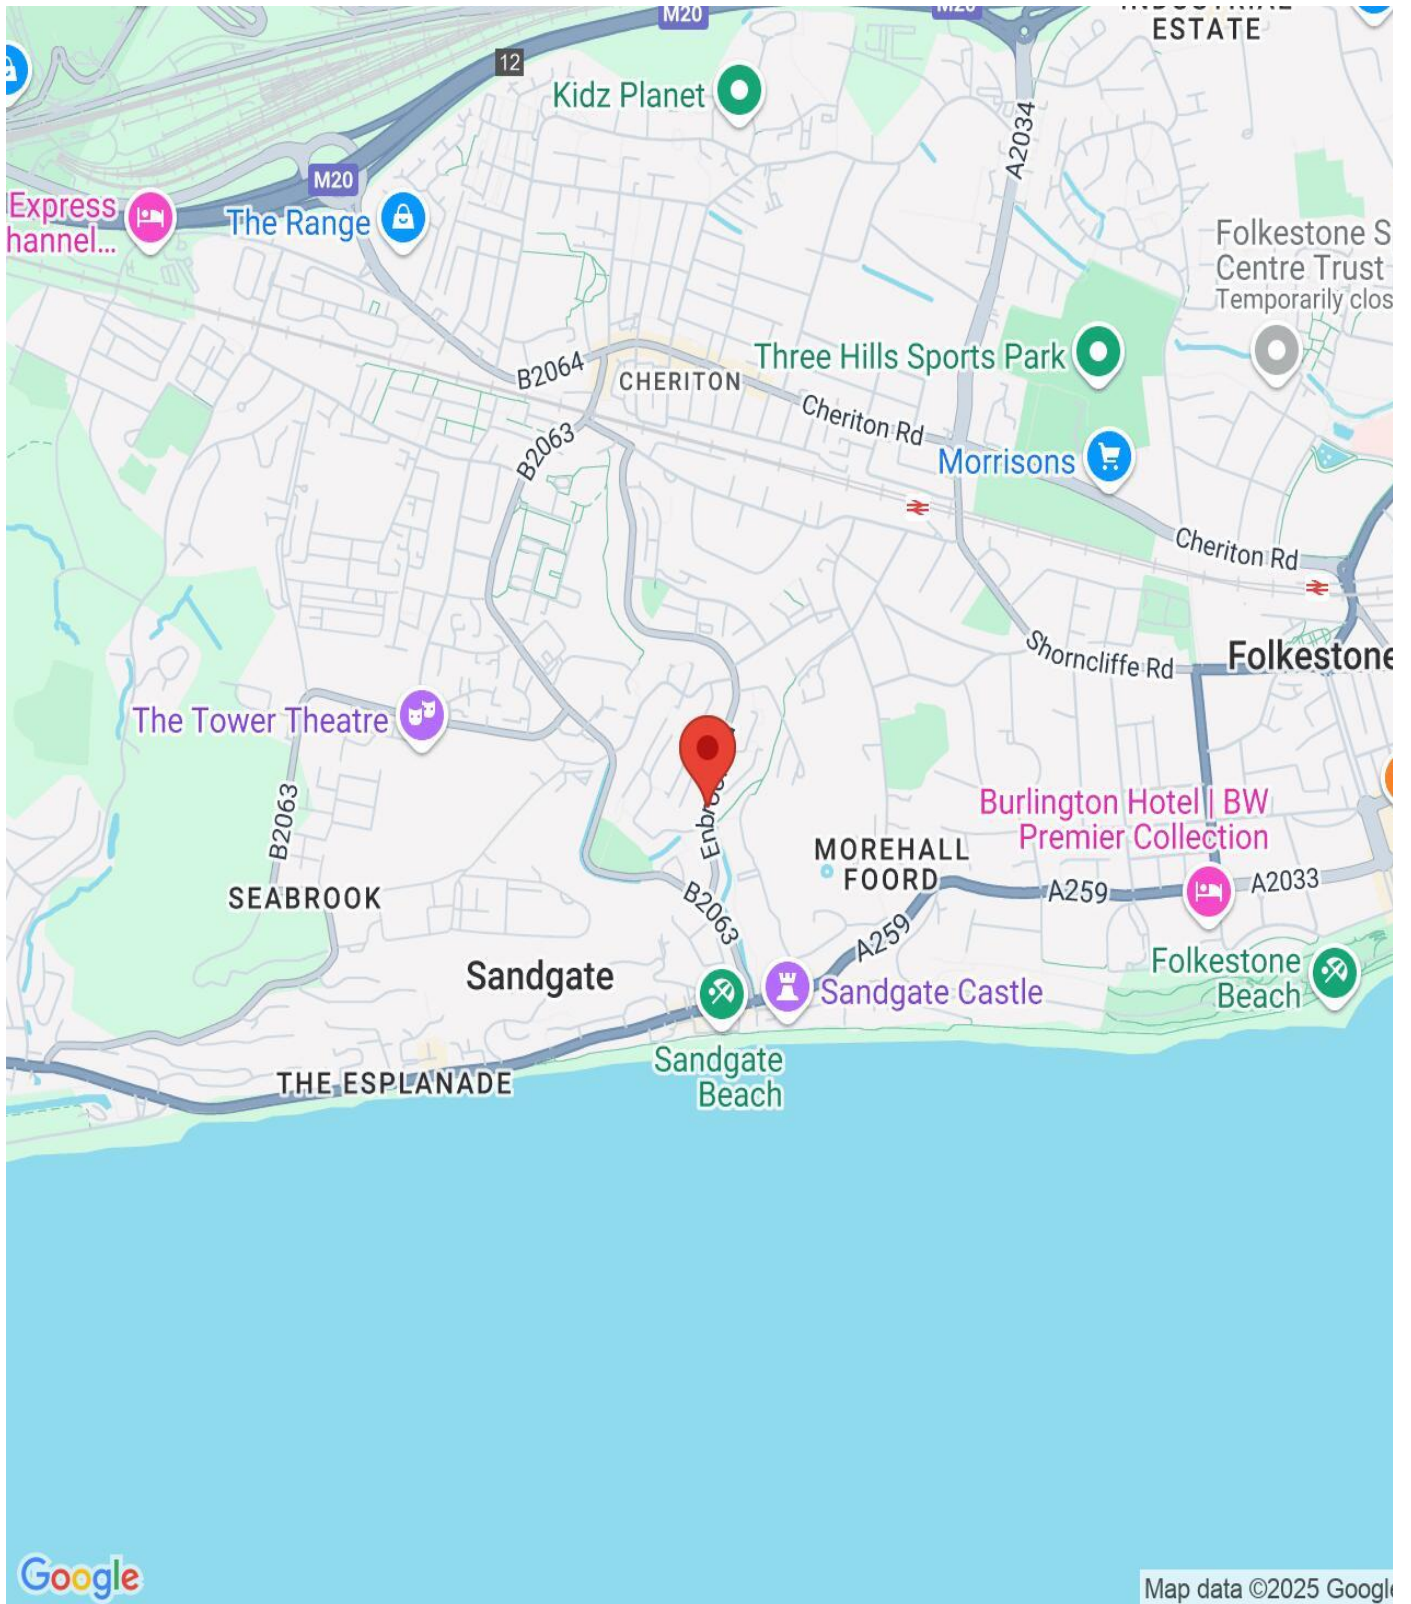 M20
M20
INDUSTRIAL
ESTATE
12
Kidz Planet
A2034
M20
Express
hannel...
The Range
Folkestone S
Centre Trust
Temporarily clos
Three Hills Sports Park
B2064
CHERITON
Cheriton Rd
B2063
Morrisons
Cheriton Rd
Shorncliffe Rd
Folkestone
The Tower Theatre
B2063
Enbro
Burlington Hotel | BW
Premier Collection
MOREHALL
FOORD
SEABROOK
B2063
A259
A259
A2033
Sandgate
Sandgate Castle
Folkestone
Beach
Sandgate
Beach
THE ESPLANADE
Google
Map data ©2025 Google